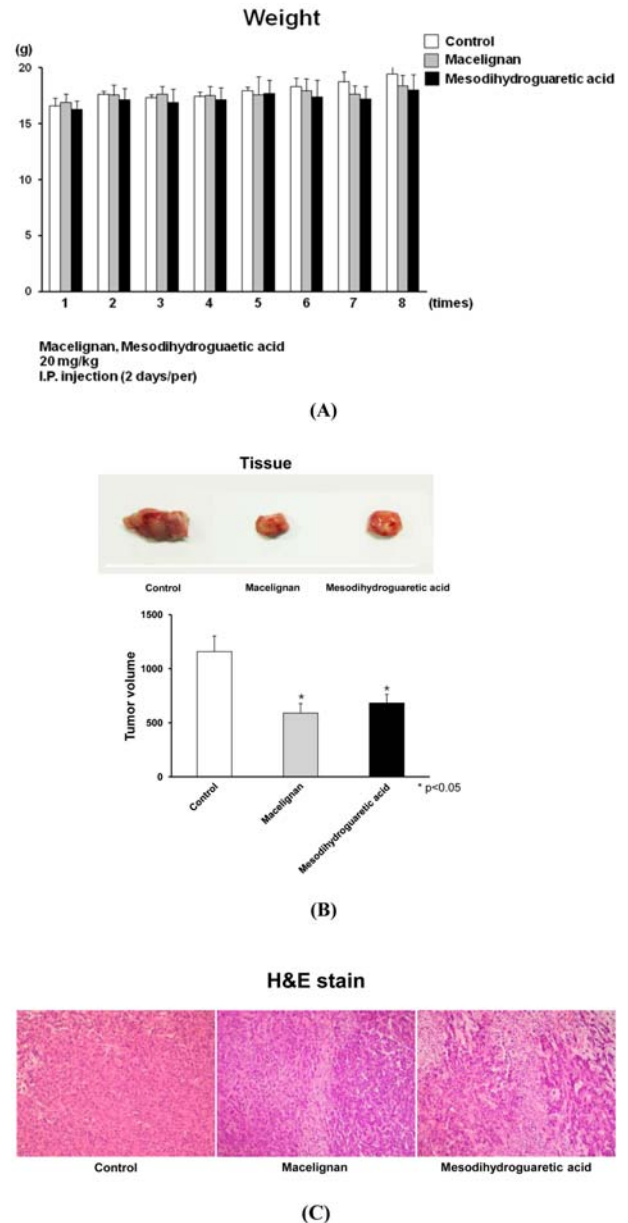 Weight
(g)
Control
Macelignan
Mesodihydroguaretic acid
20
15
10
5
0
1 2 3 4 5 6 7 8 (times)
Macelignan, Mesodihydroguaetic acid
20 mg/kg
I.P. injection (2 days/per)
(A)
Tissue
Control Macelignan Mesodihydroguaretic acid
Tumor volume
1500
1000
500
0
* *
* p<0.05
Control Macelignan Mesodihydroguaretic acid
(B)
H&E stain
Control Macelignan Mesodihydroguaretic acid
(C)